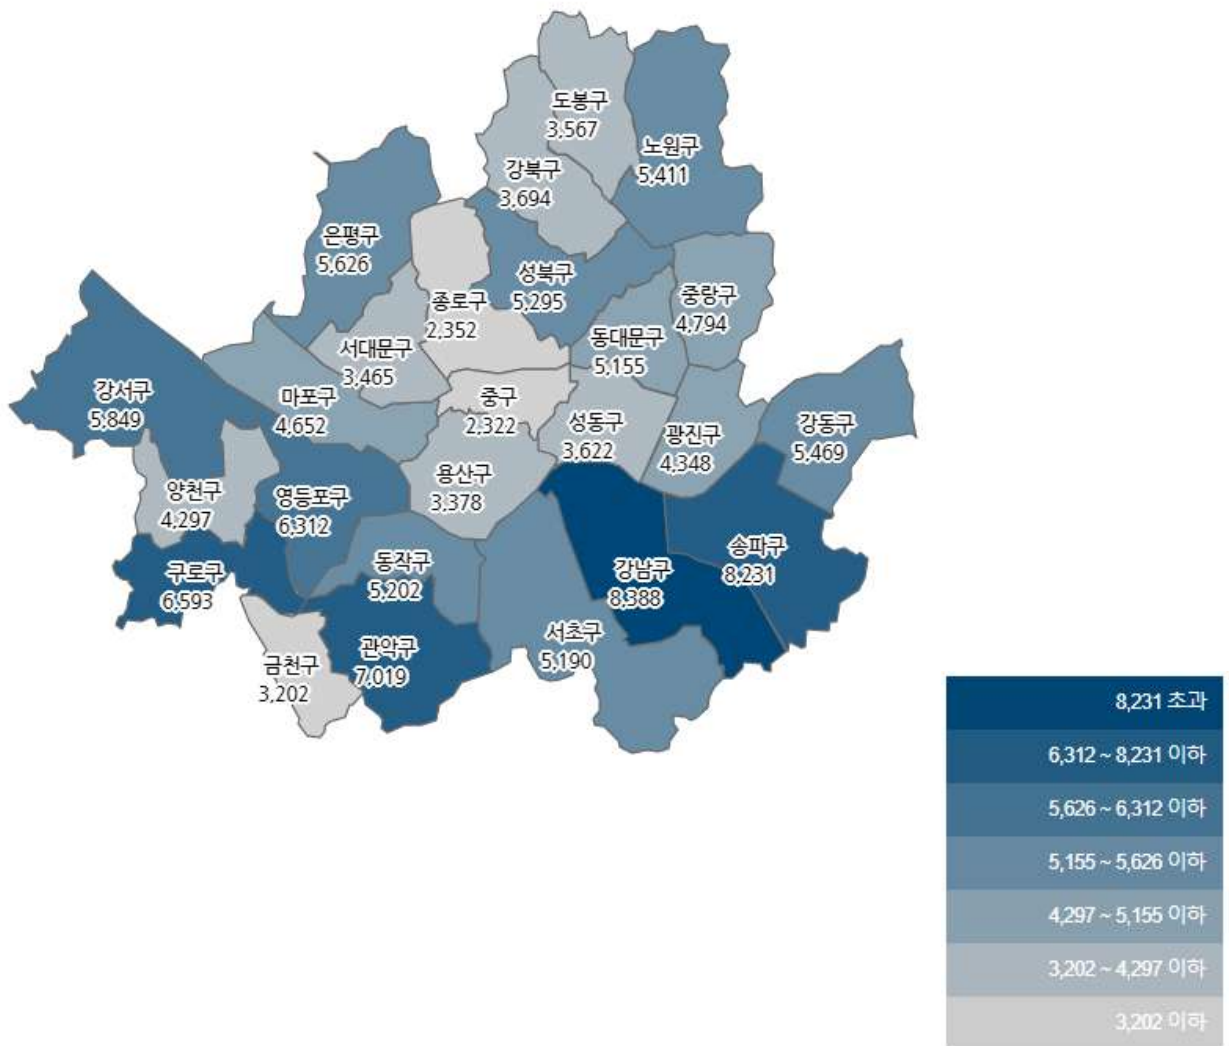 도봉구
3,567
노원구
5,411
강북구
3,694
은평구
5,626
성북구
5,295
종로구
2,352
중랑구
4,794
동대문구
5,155
서대문구
3,465
강서구
5,849
마포구
4,652
중구
2,322
성동구
3,622
광진구
4,348
강동구
5,469
용산구
3,378
양천구
4,297
영등포구
6,312
동작구
5,202
송파구
8,231
구로구
6,593
강남구
8,388
서초구
5,190
관악구
7,019
금천구
3,202
8,231 초과
6,312 ~ 8,231 이하
5,626 ~ 6,312 이하
5,155 ~ 5,626 이하
4,297 ~ 5,155 이하
3,202 ~ 4,297 이하
3,202 이하